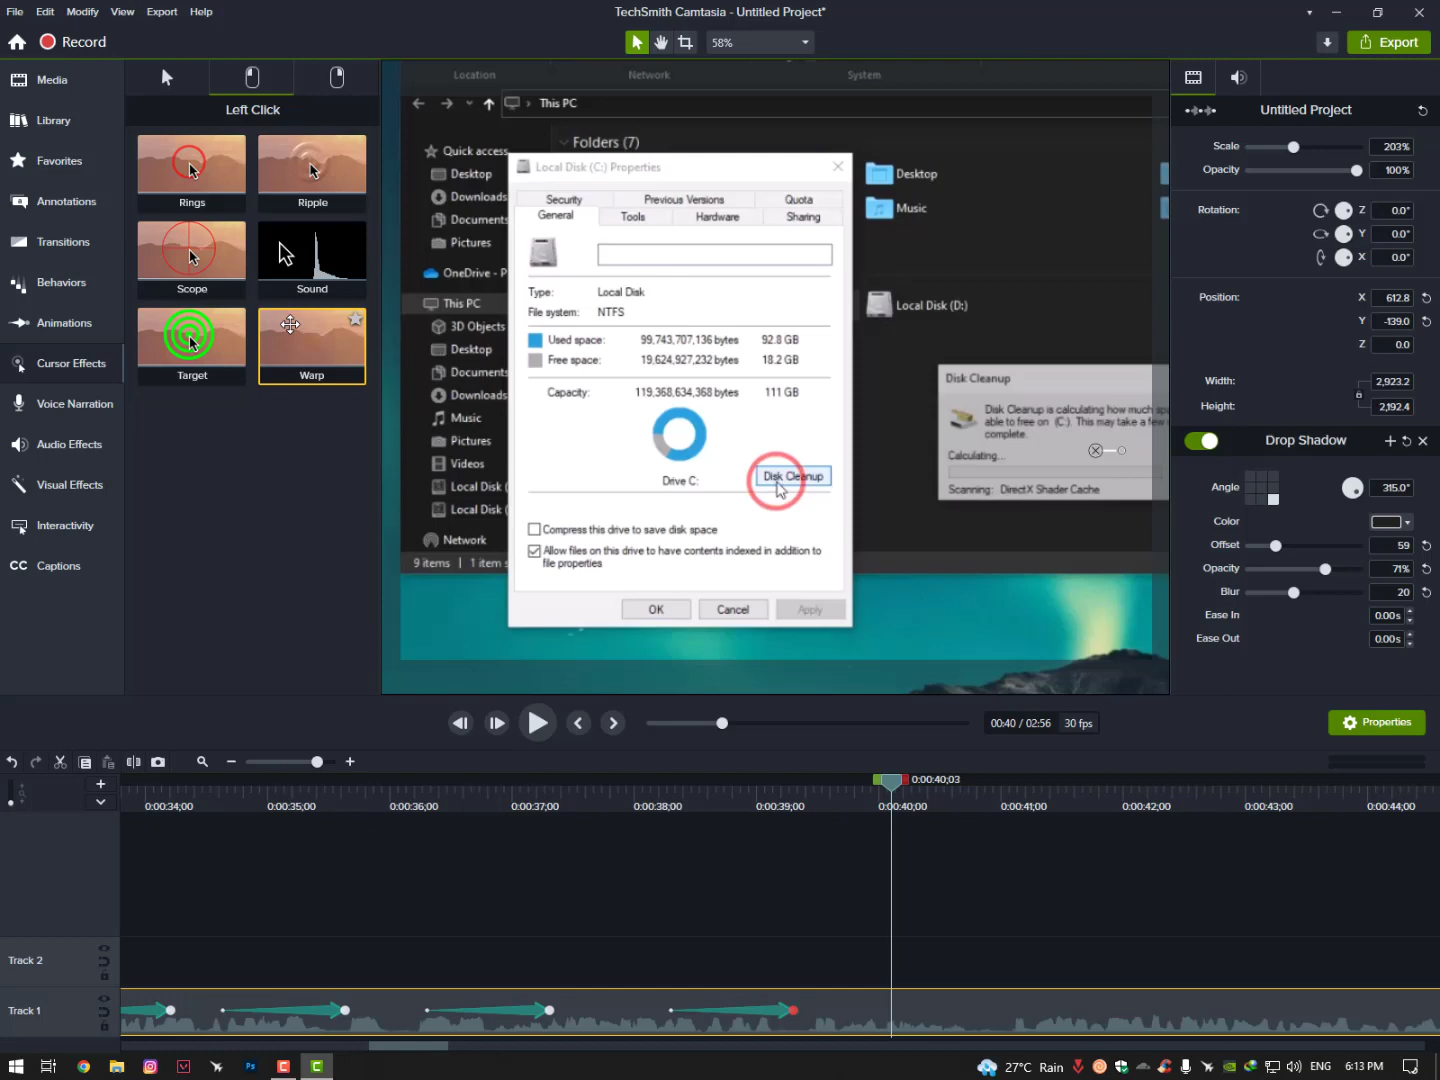 File Edit Modify View Export Help
TechSmith Camtasia - Untitled Project*
Record
58%
Export
Media
Library
Favorites
Annotations
Transitions
Behaviors
Animations
Cursor Effects
Voice Narration
Audio Effects
Visual Effects
Interactivity
CC Captions
Left Click
Rings
Ripple
Scope
Sound
Target
Warp
Location Network System
This PC
Folders (7)
Quick access
Desktop
Downloads
Documents
Pictures
OneDrive - P
This PC
3D Objects
Desktop
Documents
Downloads
Music
Pictures
Videos
Local Disk (
Local Disk (
Network
9 items 1 item s
Desktop
Music
Local Disk (D:)
Local Disk (C:) Properties
Security Previous Versions Quota
General Tools Hardware Sharing
Type: Local Disk
File system: NTFS
Used space: 99,743,707,136 bytes 92.8 GB
Free space: 19,624,927,232 bytes 18.2 GB
Capacity: 119,368,634,368 bytes 111 GB
Drive C:
Disk Cleanup
Compress this drive to save disk space
Allow files on this drive to have contents indexed in addition to
file properties
OK Cancel Apply
Disk Cleanup
Disk Cleanup is calculating how much spa
able to free on (C:). This may take a few
complete.
Calculating...
Scanning: DirectX Shader Cache
Untitled Project
Scale 203%
Opacity 100%
Rotation: Z 0.0°
Y 0.0°
X 0.0°
Position: X 612.8
Y -139.0
Z 0.0
Width: 2,923.2
Height: 2,192.4
Drop Shadow
Angle 315.0°
Color
Offset 59
Opacity 71%
Blur 20
Ease In 0.00s
Ease Out 0.00s
00:40 / 02:56 30 fps
Properties
0:00:40;03
0:00:34;00 0:00:35;00 0:00:36;00 0:00:37;00 0:00:38;00 0:00:39;00 0:00:40;00 0:00:41;00 0:00:42;00 0:00:43;00 0:00:44;00
Track 2
Track 1
Ps
27°C Rain
ENG
6:13 PM